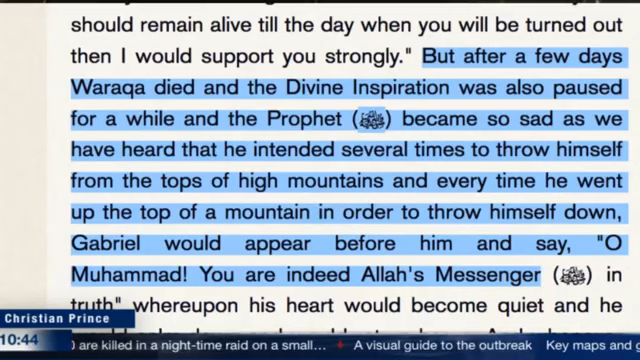 should remain alive till the day when you will be turned out
then I would support you strongly." But after a few days
Waraqa died and the Divine Inspiration was also paused
for a while and the Prophet (ﷺ) became so sad as we
have heard that he intended several times to throw himself
from the tops of high mountains and every time he went
up the top of a mountain in order to throw himself down,
Gabriel would appear before him and say, "O
Muhammad! You are indeed Allah's Messenger (ﷺ) in
truth" whereupon his heart would become quiet and he
Christian Prince
10:44
are killed in a night-time raid on a small... A visual guide to the outbreak Key maps and